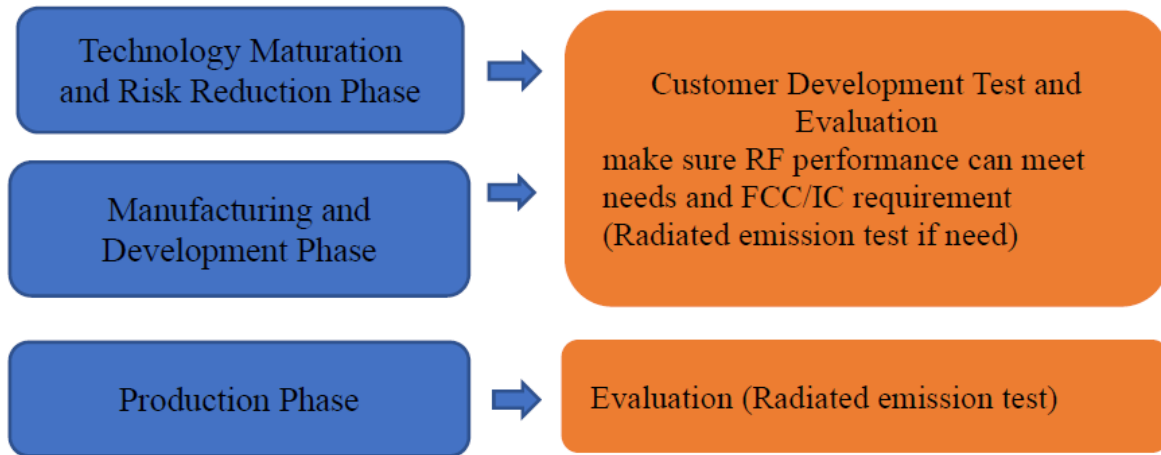 Technology Maturation
and Risk Reduction Phase
Customer Development Test and
Evaluation
make sure RF performance can meet
needs and FCC/IC requirement
(Radiated emission test if need)
Manufacturing and
Development Phase
Production Phase
Evaluation (Radiated emission test)